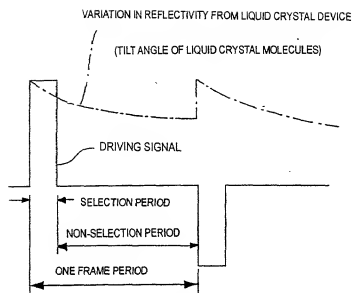 VARIATION IN REFLECTIVITY FROM LIQUID CRYSTAL DEVICE
(TILT ANGLE OF LIQUID CRYSTAL MOLECULES)
DRIVING SIGNAL
SELECTION PERIOD
NON-SELECTION PERIOD
ONE FRAME PERIOD